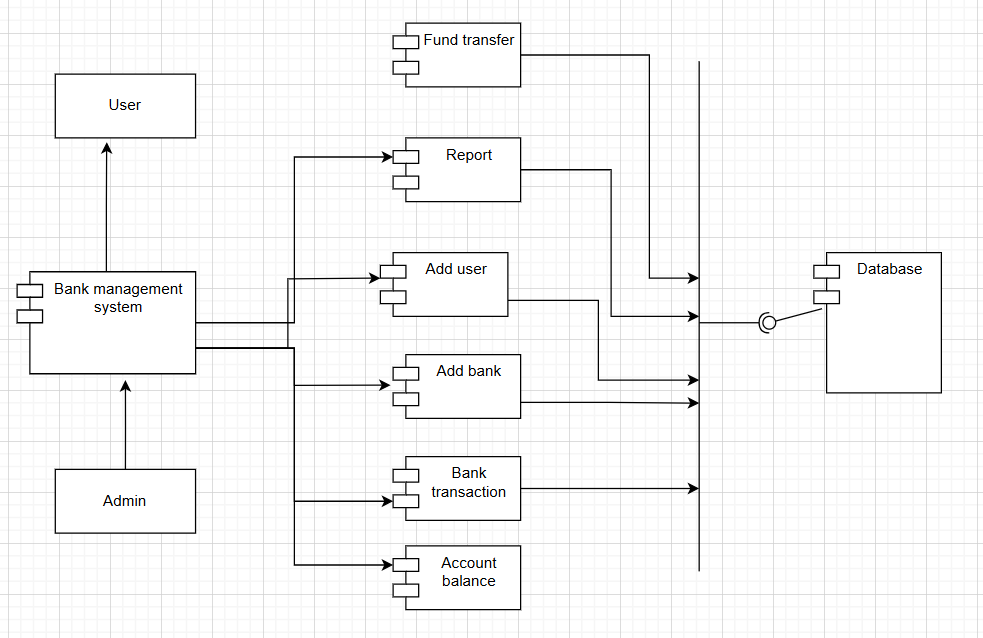 Fund transfer
User
Report
Bank management
system
Add user
Database
Add bank
Admin
Bank
transaction
Account
balance